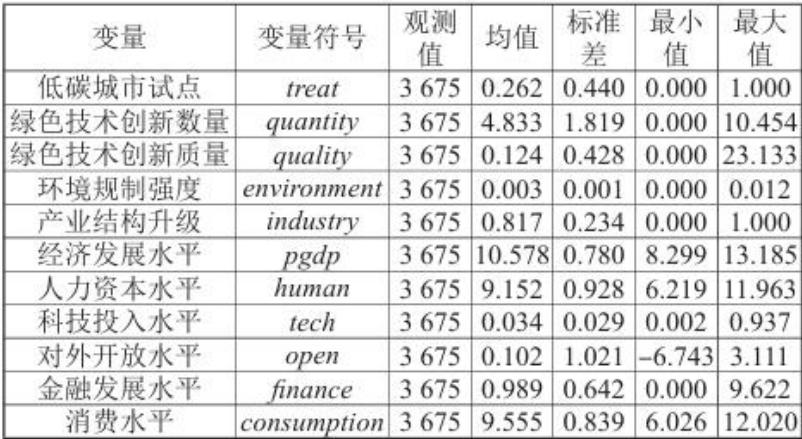 变量 变量符号 观测值 均值 标准差 最小值 最大值
低碳城市试点 treat 3 675 0.262 0.440 0.000 1.000
绿色技术创新数量 quantity 3 675 4.833 1.819 0.000 10.454
绿色技术创新质量 quality 3 675 0.124 0.428 0.000 23.133
环境规制强度 environment 3 675 0.003 0.001 0.000 0.012
产业结构升级 industry 3 675 0.817 0.234 0.000 1.000
经济发展水平 pgdp 3 675 10.578 0.780 8.299 13.185
人力资本水平 human 3 675 9.152 0.928 6.219 11.963
科技投入水平 tech 3 675 0.034 0.029 0.002 0.937
对外开放水平 open 3 675 0.102 1.021 −6.743 3.111
金融发展水平 finance 3 675 0.989 0.642 0.000 9.622
消费水平 consumption 3 675 9.555 0.839 6.026 12.020